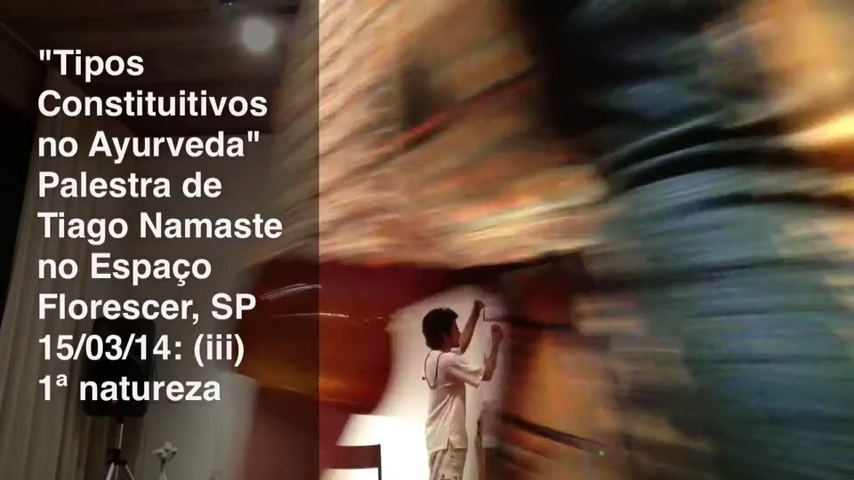 "Tipos
Constituitivos
no Ayurveda"
Palestra de
Tiago Namaste
no Espaço
Florescer, SP
15/03/14: (iii)
1ª natureza